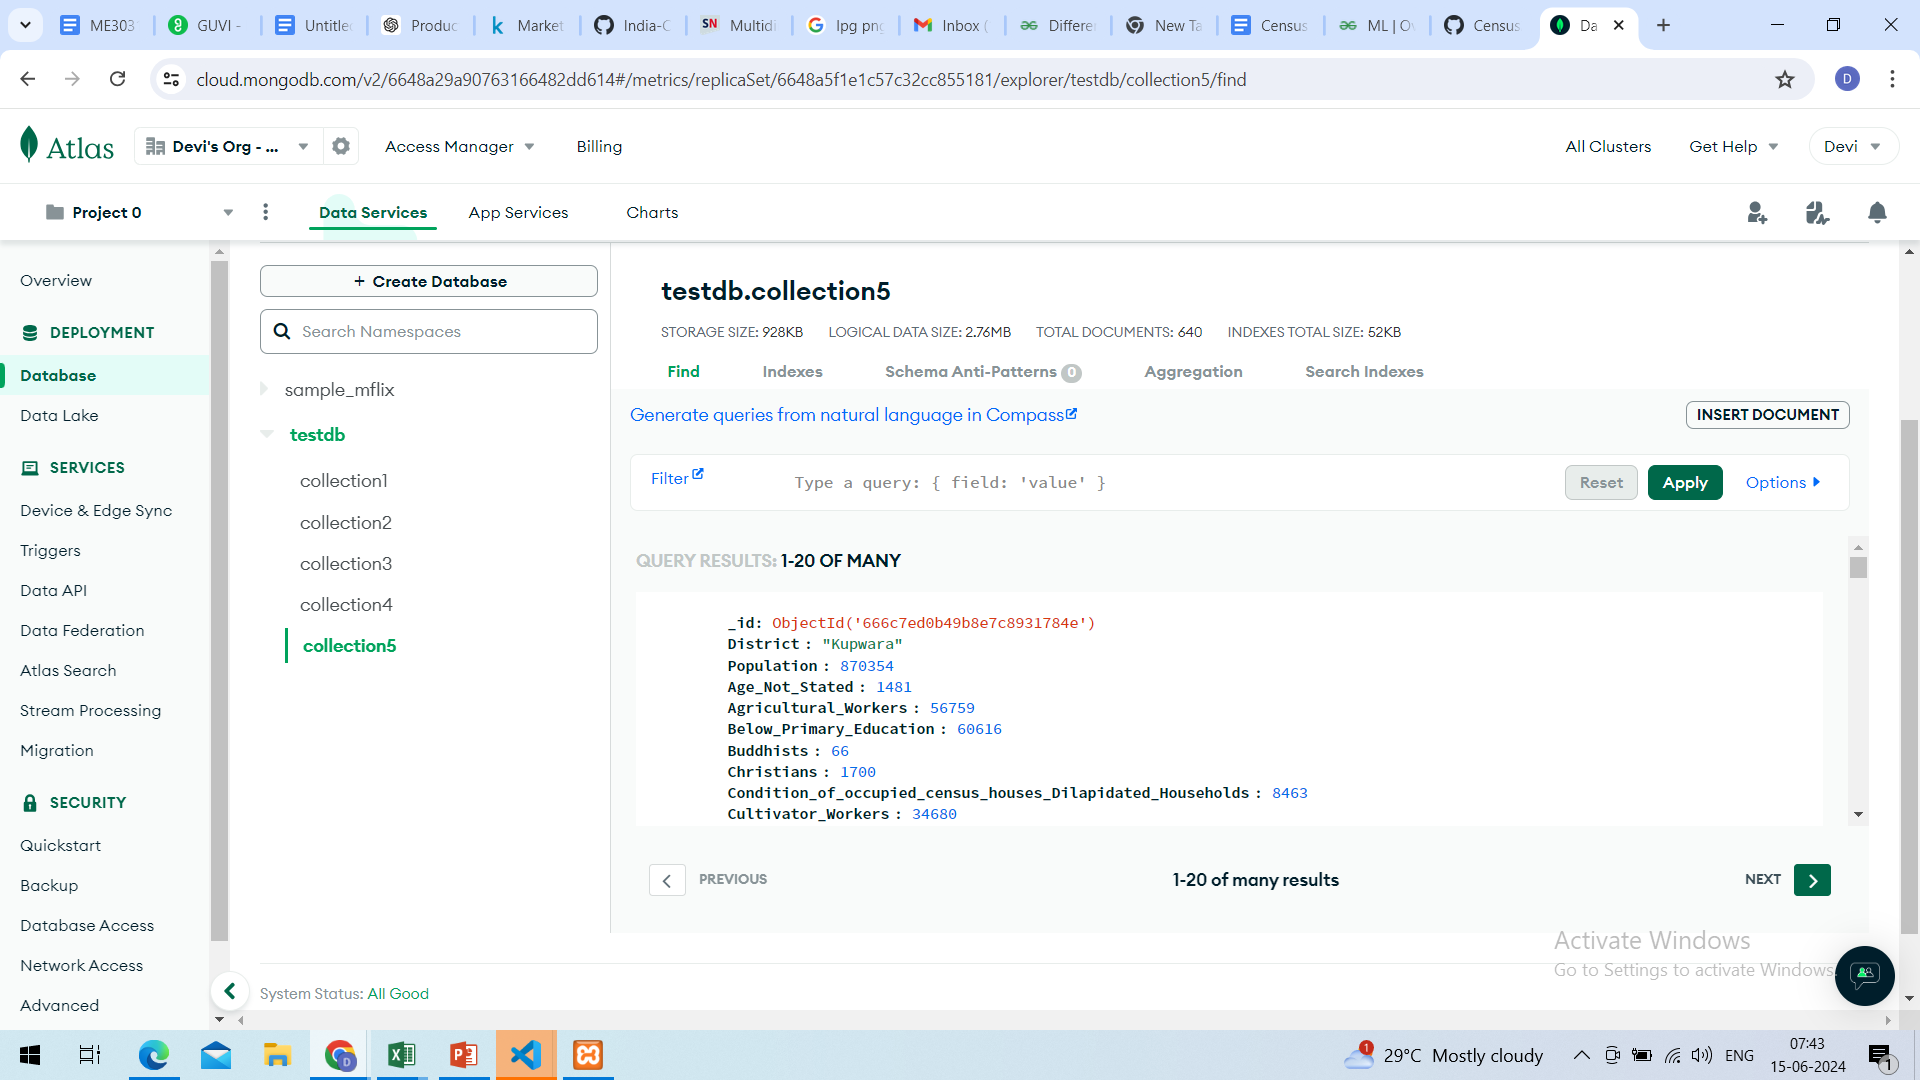 ME303
GUVI -
Untitle
Produc
Market
India-C
Multidi
lpg png
Inbox (
Differer
New Ta
Census
ML | Ov
Census
Da
cloud.mongodb.com/v2/6648a29a90763166482dd614#/metrics/replicaSet/6648a5f1e1c57c32cc855181/explorer/testdb/collection5/find
D
Atlas
Devi's Org - ...
Access Manager
Billing
All Clusters
Get Help
Devi
Project 0
Data Services
App Services
Charts
Overview
DEPLOYMENT
Database
Data Lake
SERVICES
Device & Edge Sync
Triggers
Data API
Data Federation
Atlas Search
Stream Processing
Migration
SECURITY
Quickstart
Backup
Database Access
Network Access
Advanced
+ Create Database
Search Namespaces
sample_mflix
testdb
collection1
collection2
collection3
collection4
collection5
testdb.collection5
STORAGE SIZE: 928KB LOGICAL DATA SIZE: 2.76MB TOTAL DOCUMENTS: 640 INDEXES TOTAL SIZE: 52KB
Find Indexes Schema Anti-Patterns 0 Aggregation Search Indexes
Generate queries from natural language in Compass
INSERT DOCUMENT
Filter
Type a query: { field: 'value' }
Reset
Apply
Options
QUERY RESULTS: 1-20 OF MANY
_id: ObjectId('666c7ed0b49b8e7c8931784e')
District : "Kupwara"
Population : 870354
Age_Not_Stated : 1481
Agricultural_Workers : 56759
Below_Primary_Education : 60616
Buddhists : 66
Christians : 1700
Condition_of_occupied_census_houses_Dilapidated_Households : 8463
Cultivator_Workers : 34680
PREVIOUS
1-20 of many results
NEXT
Activate Windows
Go to Settings to activate Windows.
System Status: All Good
1
29°C Mostly cloudy
ENG
07:43
15-06-2024
1